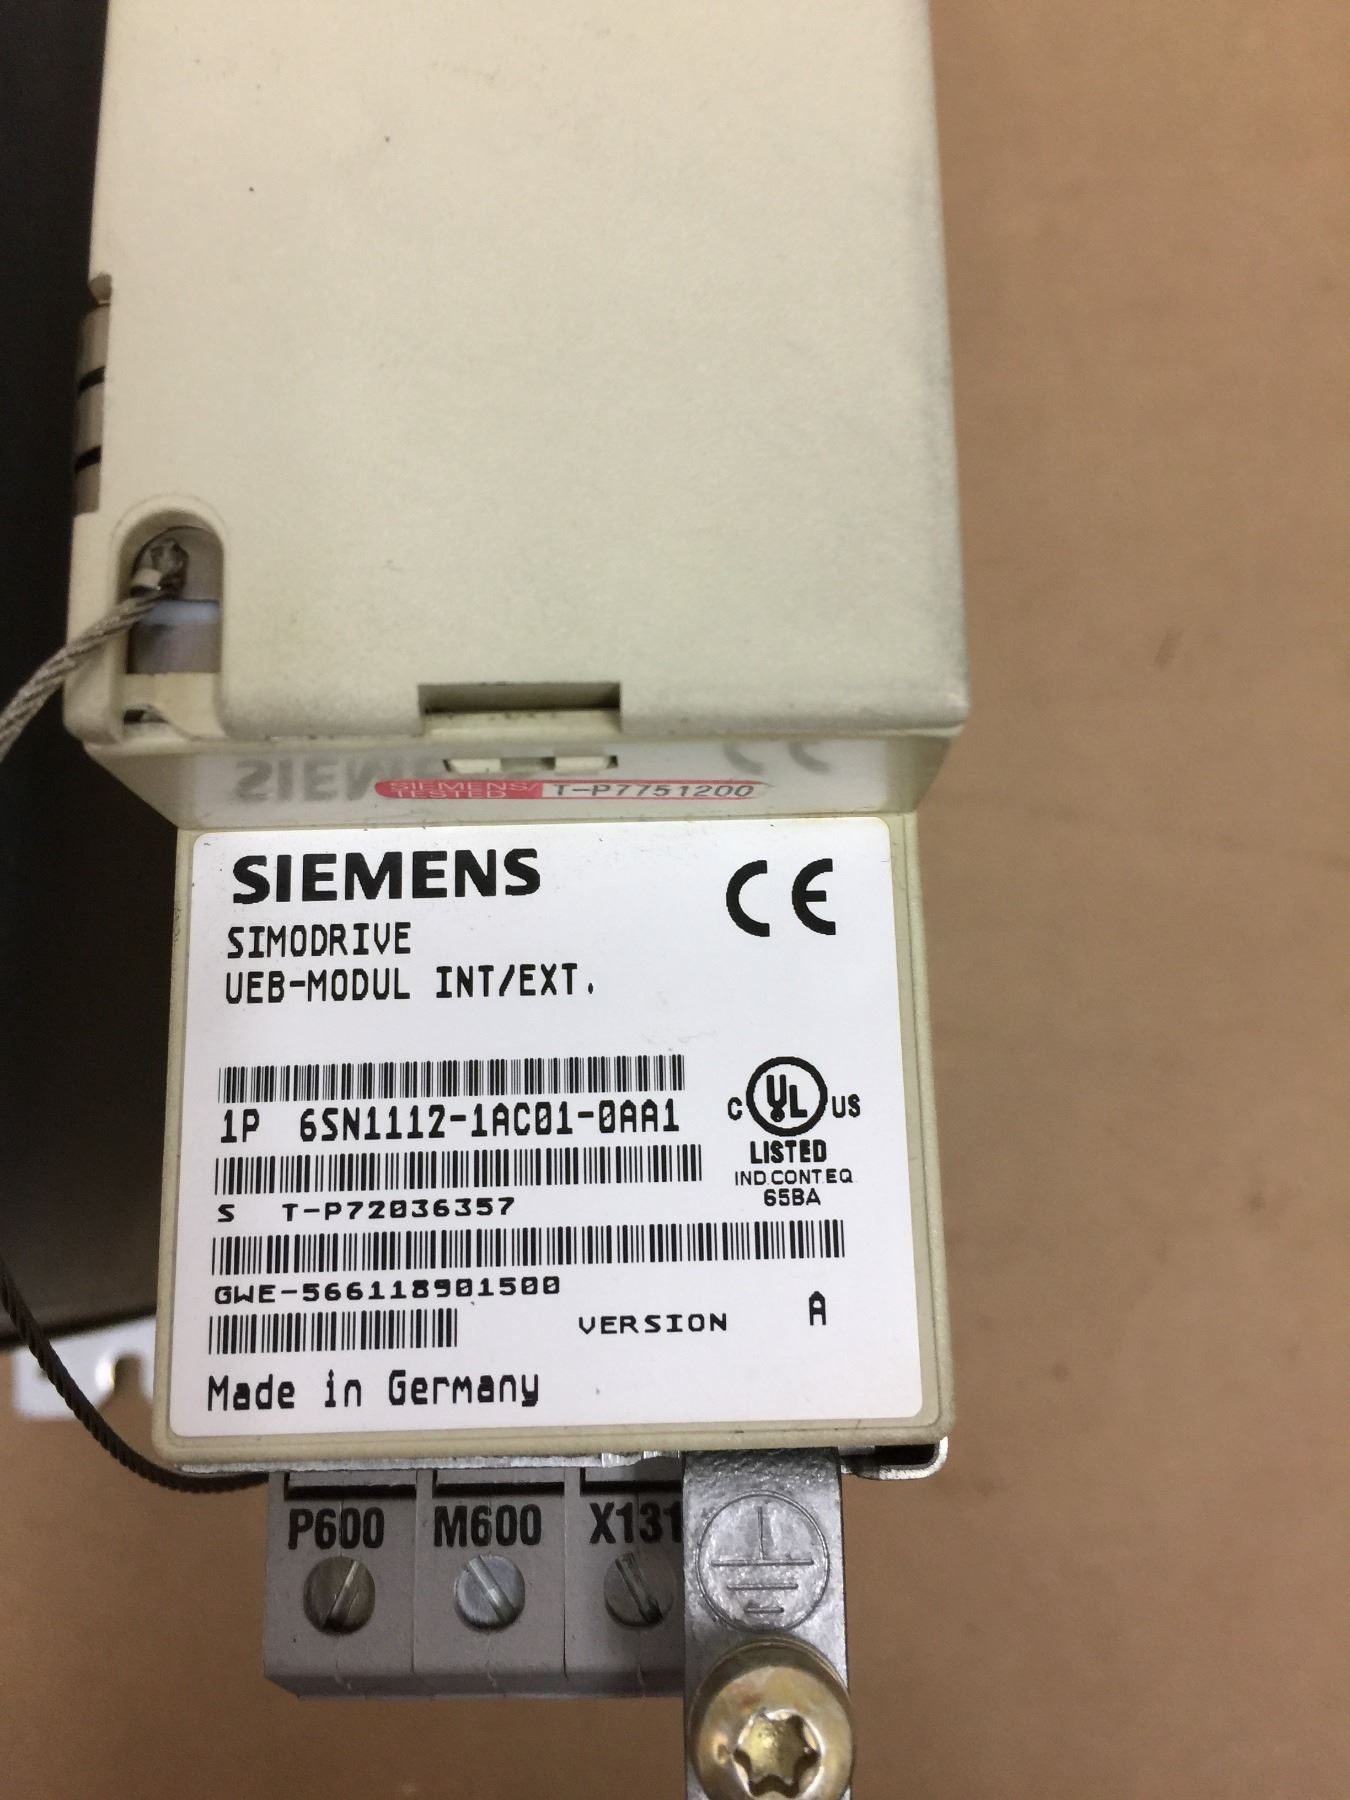 SIEMENS/
TESTED
T-P7751200
SIEMENS
CE
SIMODRIVE
UEB-MODUL INT/EXT.
1P 6SN1112-1AC01-0AA1
C UL US
LISTED
IND.CONT.EQ
65BA
S T-P72036357
GWE-566118901500
VERSION A
Made in Germany
P600 M600 X131